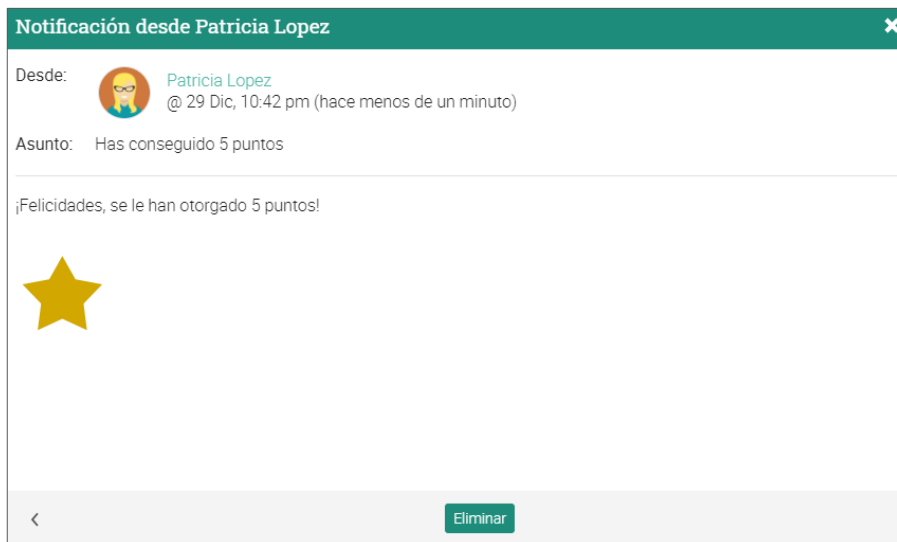 Notificación desde Patricia Lopez
Desde:
Patricia Lopez
@ 29 Dic, 10:42 pm (hace menos de un minuto)
Asunto: Has conseguido 5 puntos
¡Felicidades, se le han otorgado 5 puntos!
Eliminar